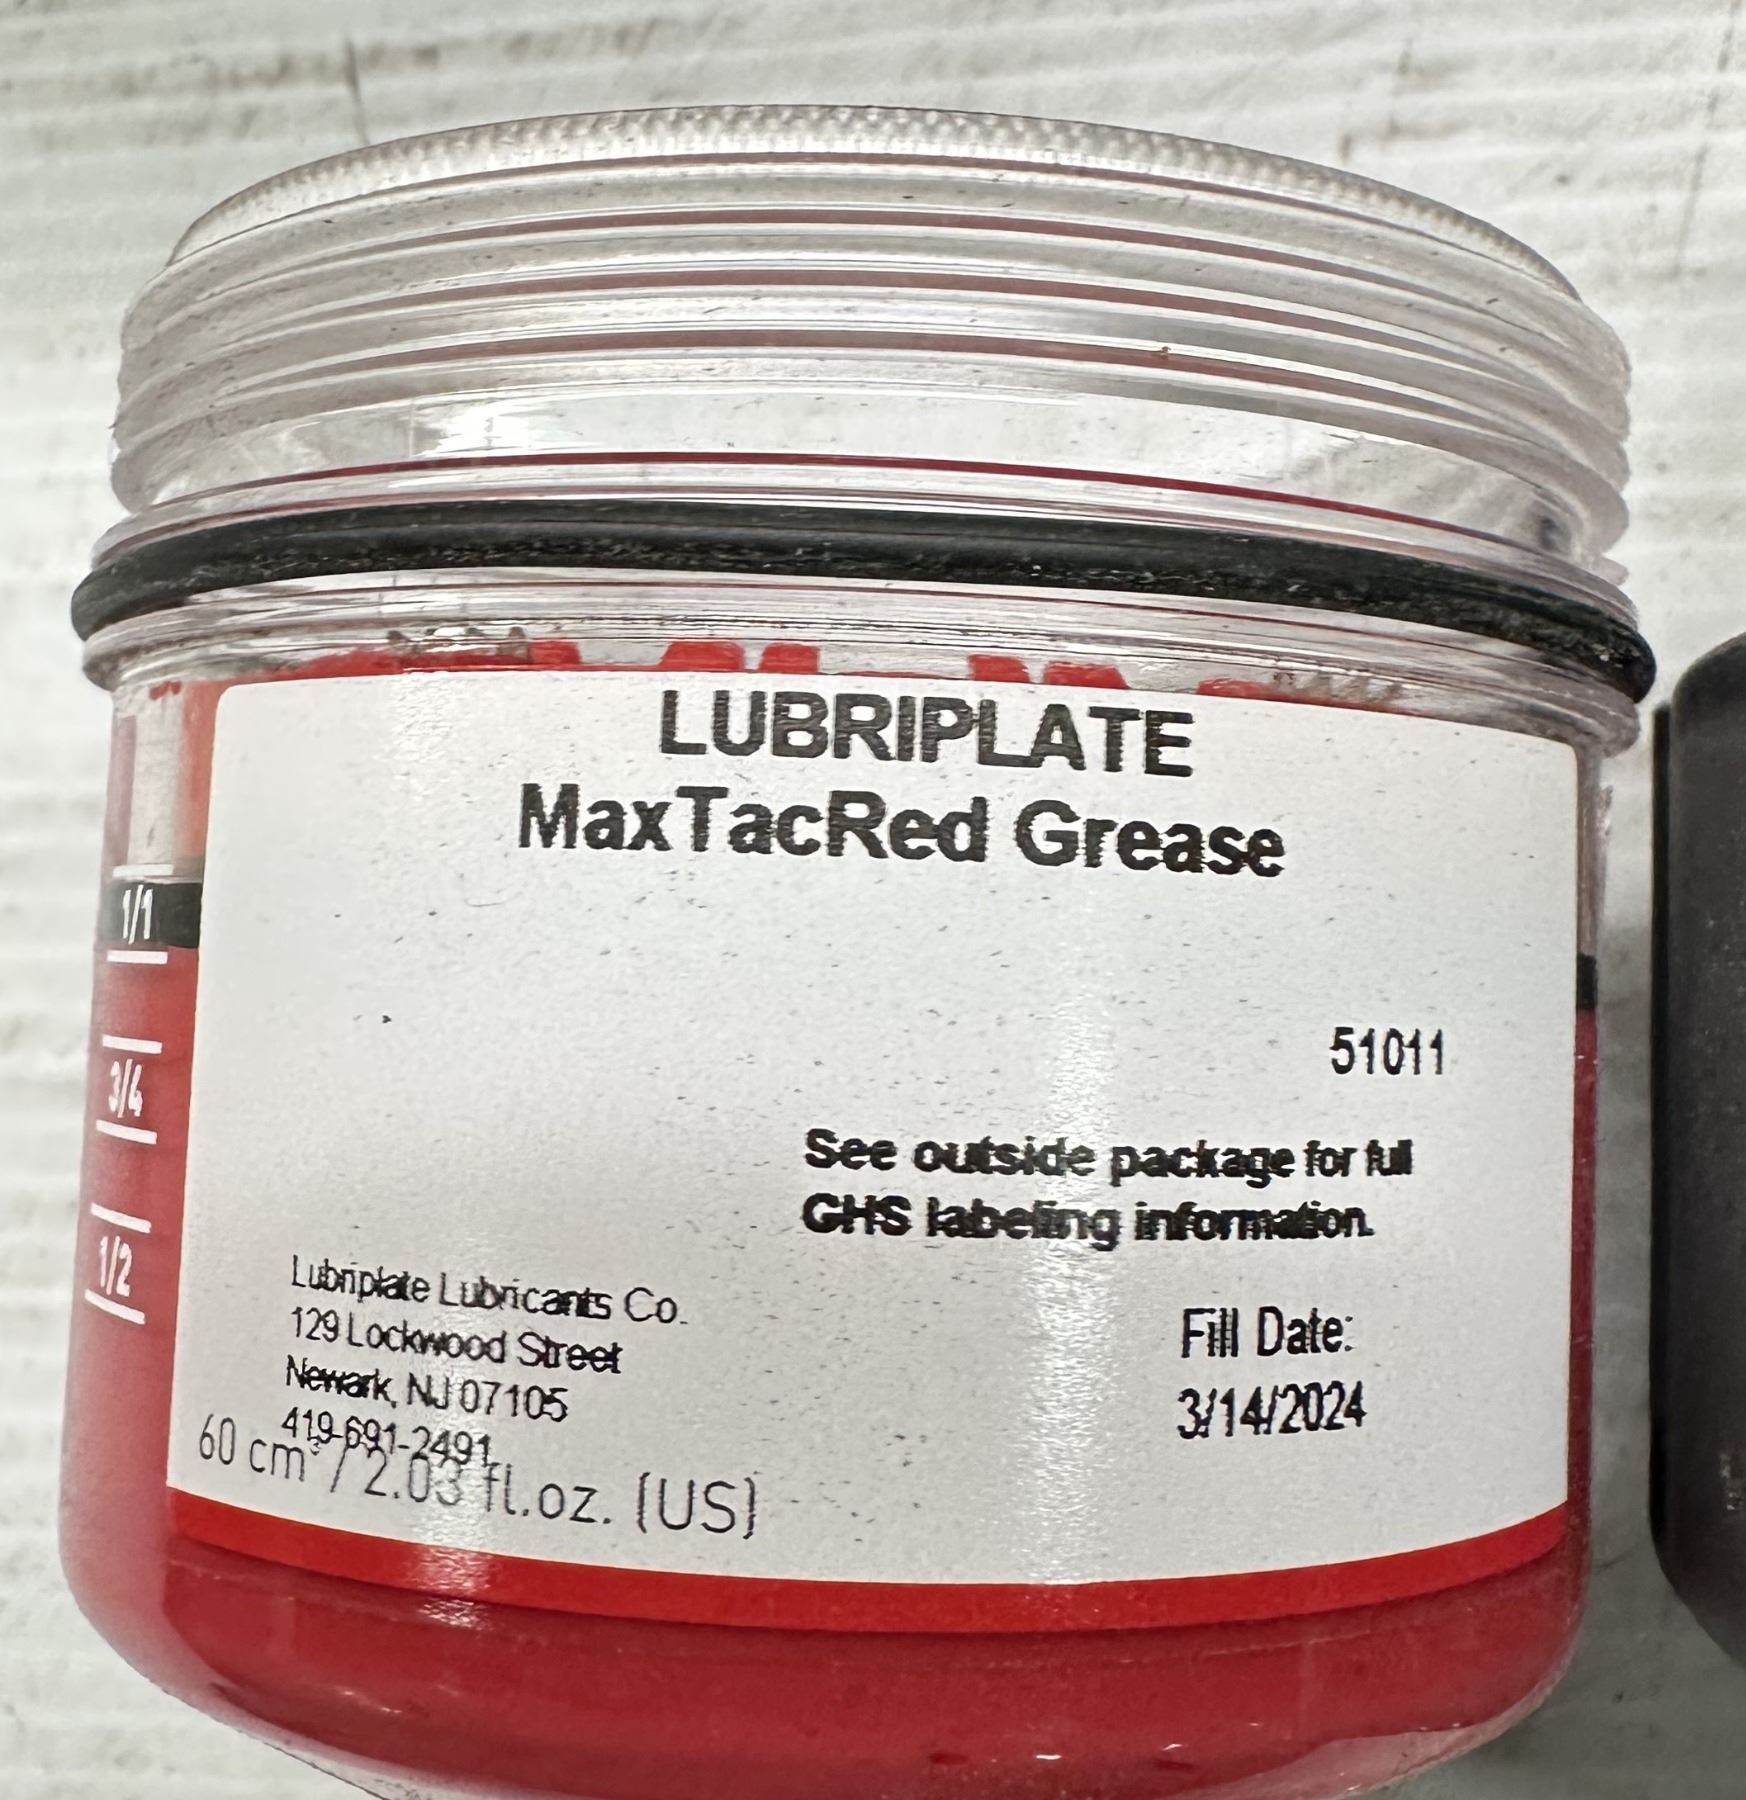 LUBRIPLATE
MaxTacRed Grease
1/1
3/4
1/2
51011
See outside package for full
GHS labeling information.
Lubriplate Lubricants Co.
129 Lockwood Street
Newark, NJ 07105
419-691-2491
Fill Date:
3/14/2024
60 cm³ / 2.03 fl.oz. (US)